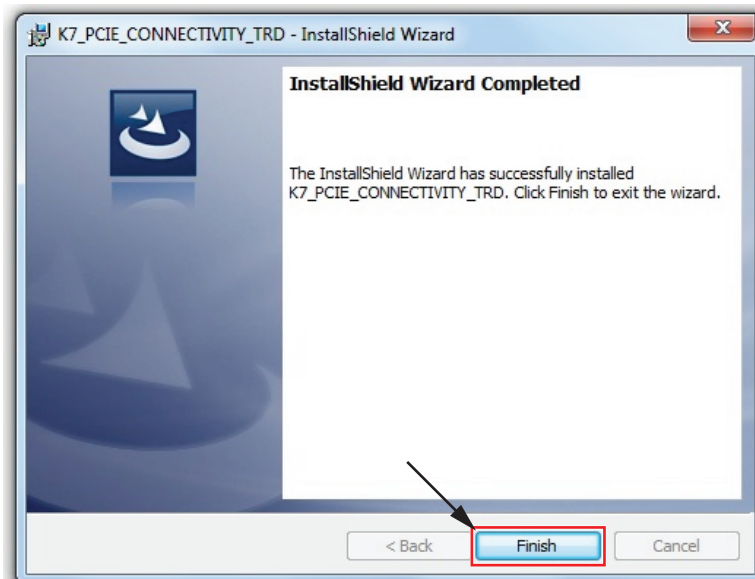 K7_PCIE_CONNECTIVITY_TRD - InstallShield Wizard
InstallShield Wizard Completed
The InstallShield Wizard has successfully installed
K7_PCIE_CONNECTIVITY_TRD. Click Finish to exit the wizard.
< Back
Finish
Cancel